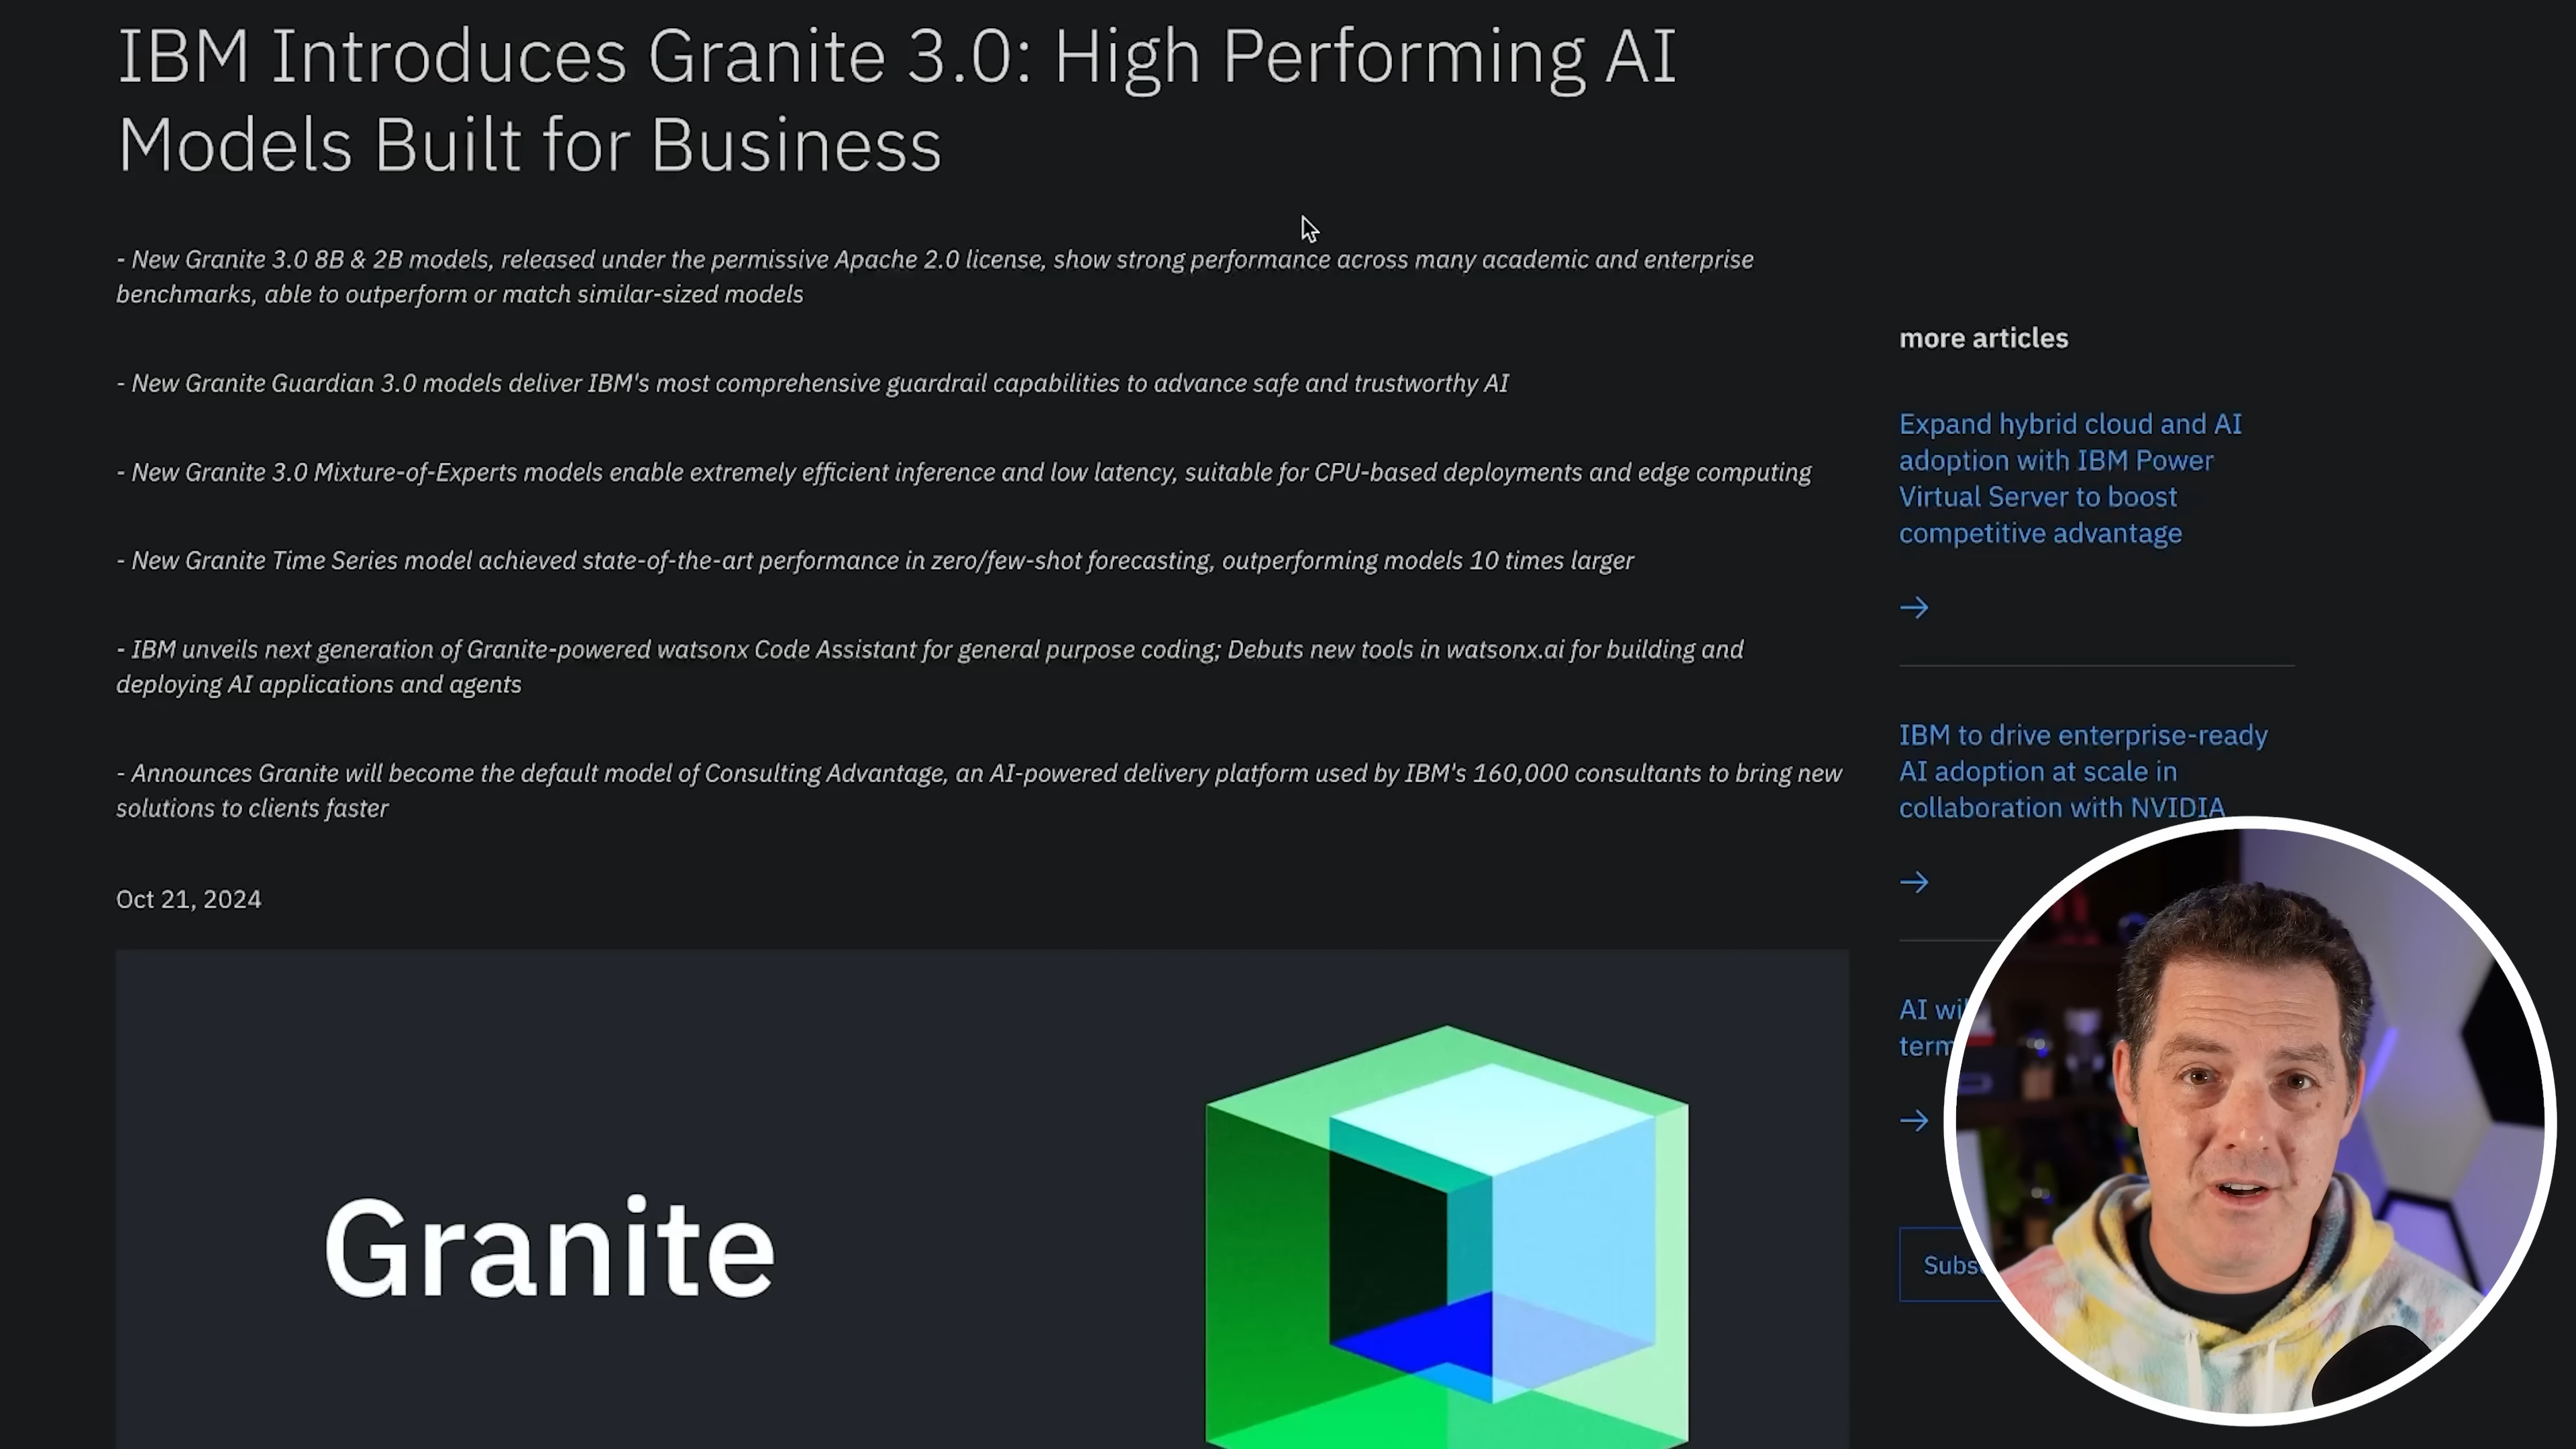 IBM Introduces Granite 3.0: High Performing AI
Models Built for Business
- New Granite 3.0 8B & 2B models, released under the permissive Apache 2.0 license, show strong performance across many academic and enterprise
benchmarks, able to outperform or match similar-sized models
- New Granite Guardian 3.0 models deliver IBM's most comprehensive guardrail capabilities to advance safe and trustworthy AI
- New Granite 3.0 Mixture-of-Experts models enable extremely efficient inference and low latency, suitable for CPU-based deployments and edge computing
- New Granite Time Series model achieved state-of-the-art performance in zero/few-shot forecasting, outperforming models 10 times larger
- IBM unveils next generation of Granite-powered watsonx Code Assistant for general purpose coding; Debuts new tools in watsonx.ai for building and
deploying AI applications and agents
- Announces Granite will become the default model of Consulting Advantage, an AI-powered delivery platform used by IBM's 160,000 consultants to bring new
solutions to clients faster
Oct 21, 2024
Granite
more articles
Expand hybrid cloud and AI
adoption with IBM Power
Virtual Server to boost
competitive advantage
IBM to drive enterprise-ready
AI adoption at scale in
collaboration with NVIDIA
AI